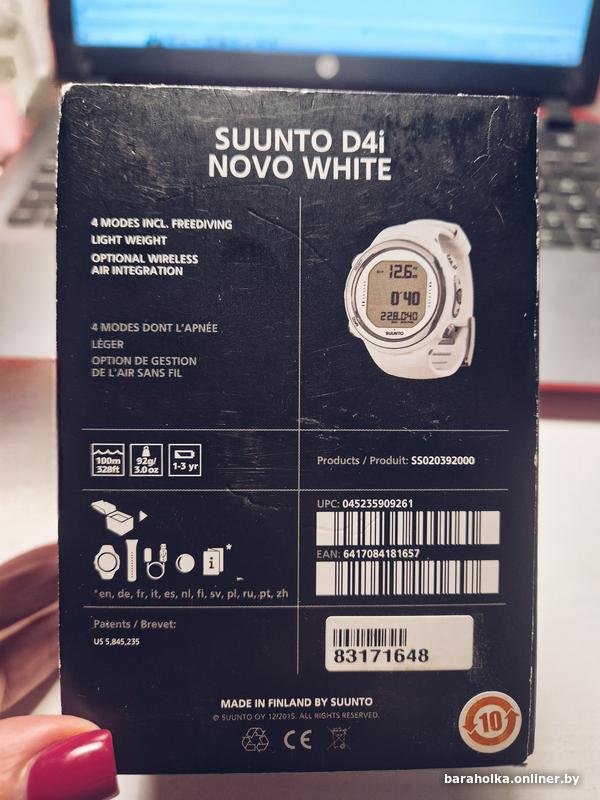 SUUNTO D4i
NOVO WHITE
4 MODES INCL. FREEDIVING
LIGHT WEIGHT
OPTIONAL WIRELESS
AIR INTEGRATION
4 MODES DONT L'APNÉE
LÉGER
OPTION DE GESTION
DE L'AIR SANS FIL
12.6
0'40
228.040
SUUNTO
100m
328ft
92g/
3.0 oz
1-3 yr
Products / Produit: SS020392000
UPC: 045235909261
EAN: 6417084181657
*
*en, de, fr, it, es, nl, fi, sv, pl, ru, pt, zh
Patents / Brevet:
US 5,845,235
83171648
MADE IN FINLAND BY SUUNTO
© SUUNTO OY 12/2015. ALL RIGHTS RESERVED.
CE
10
baraholka.onliner.by